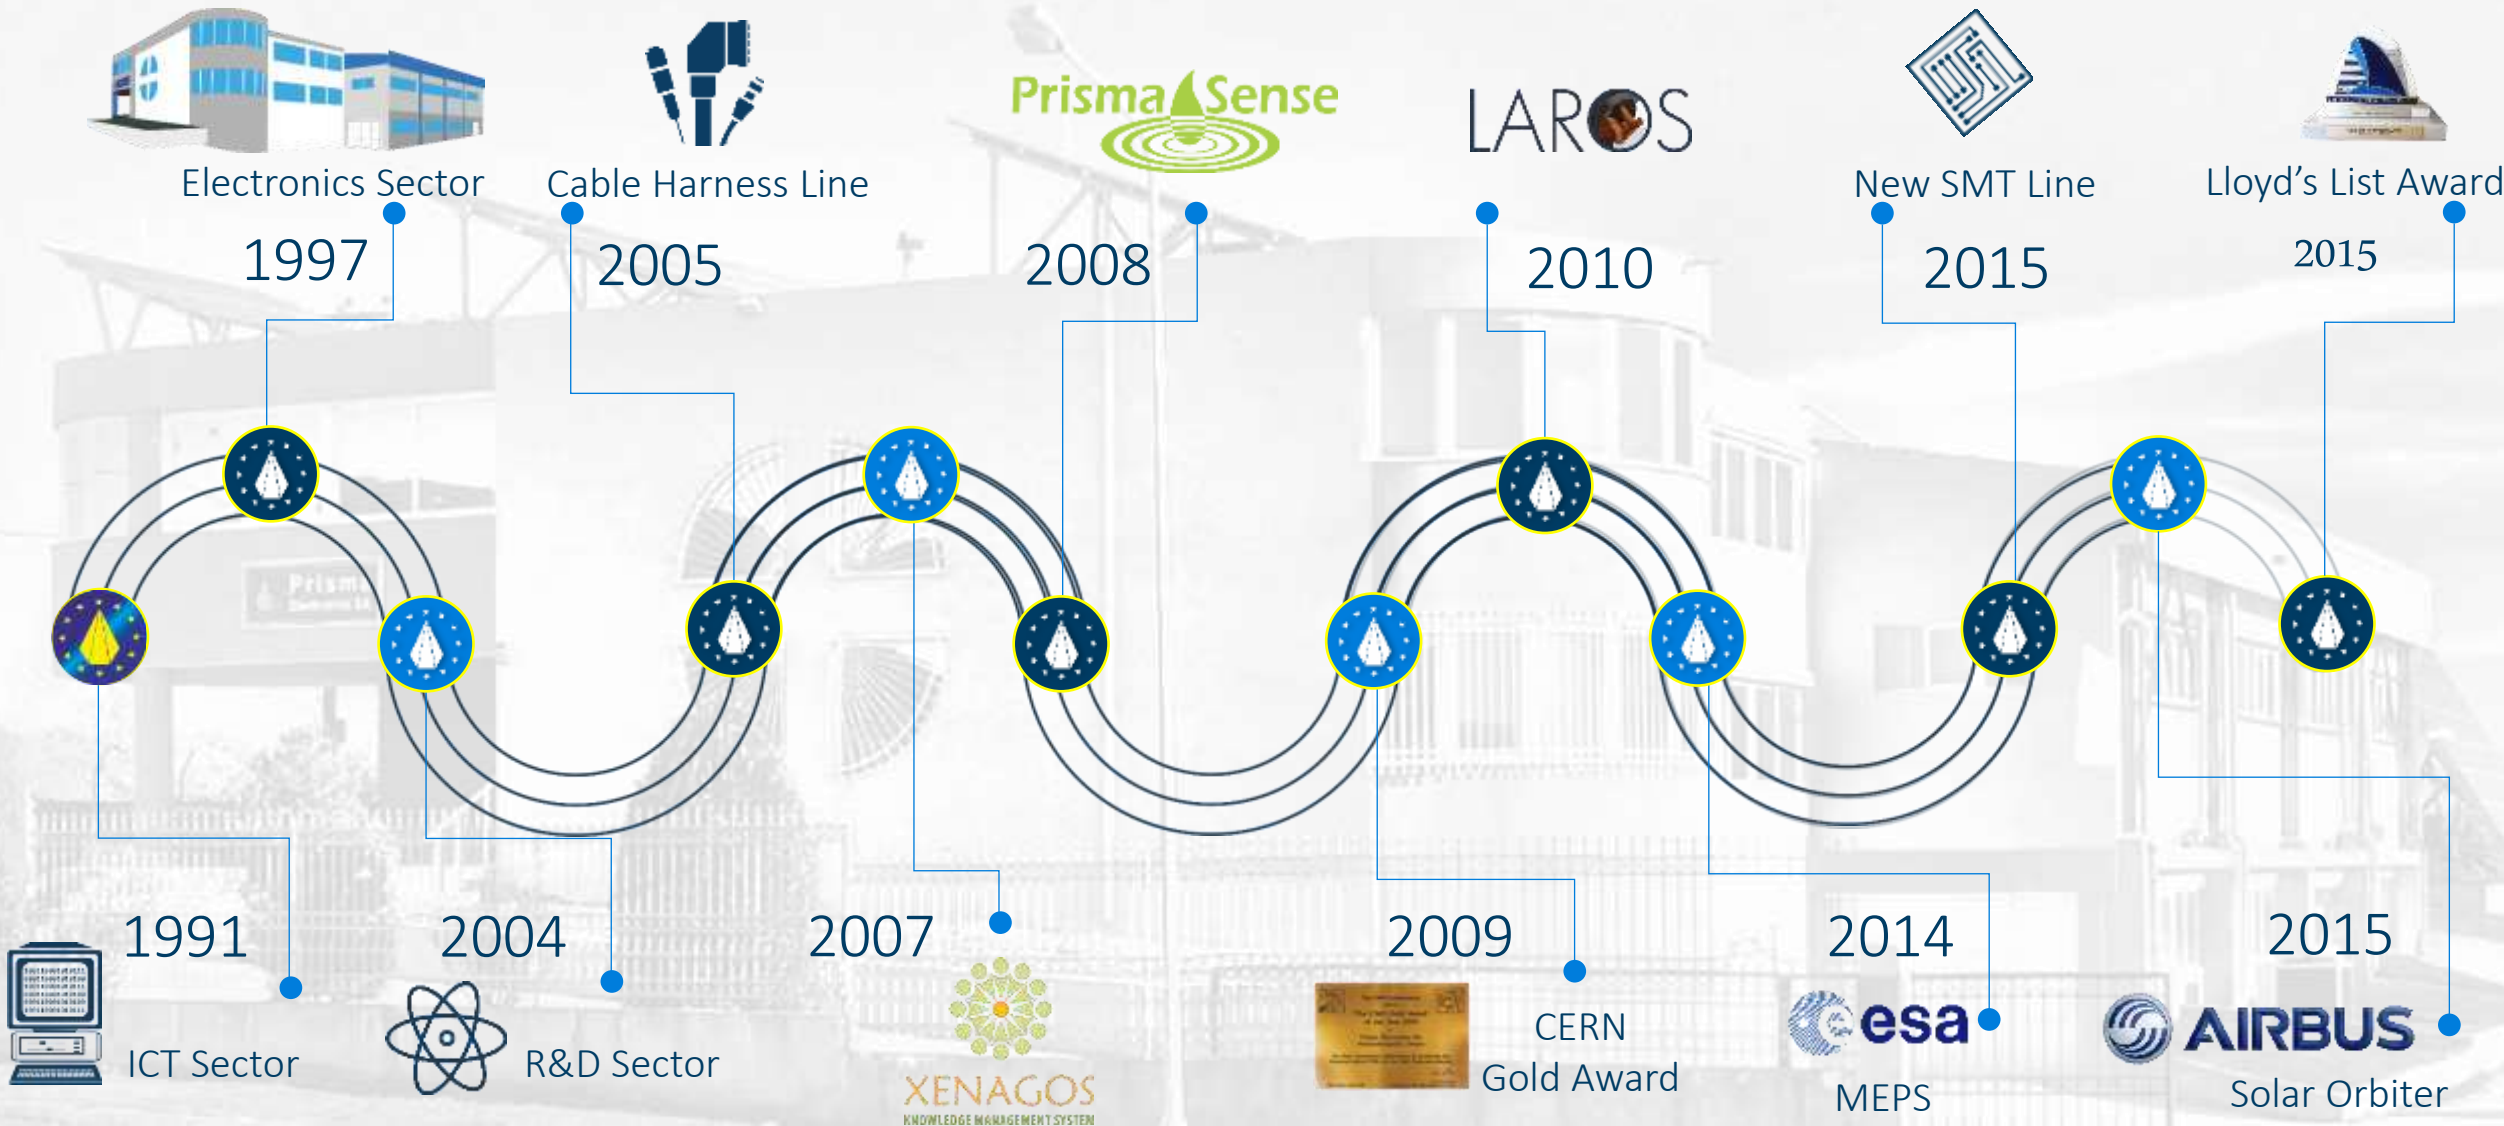 PrismaSense
LAROS
Electronics Sector
1997
Cable Harness Line
2005
2008
2010
New SMT Line
2015
Lloyd's List Award
2015
Prisma
1991
ICT Sector
2004
R&D Sector
2007
XENAGOS
KNOWLEDGE MANAGEMENT SYSTEM
2009
CERN
Gold Award
2014
esa
MEPS
2015
AIRBUS
Solar Orbiter